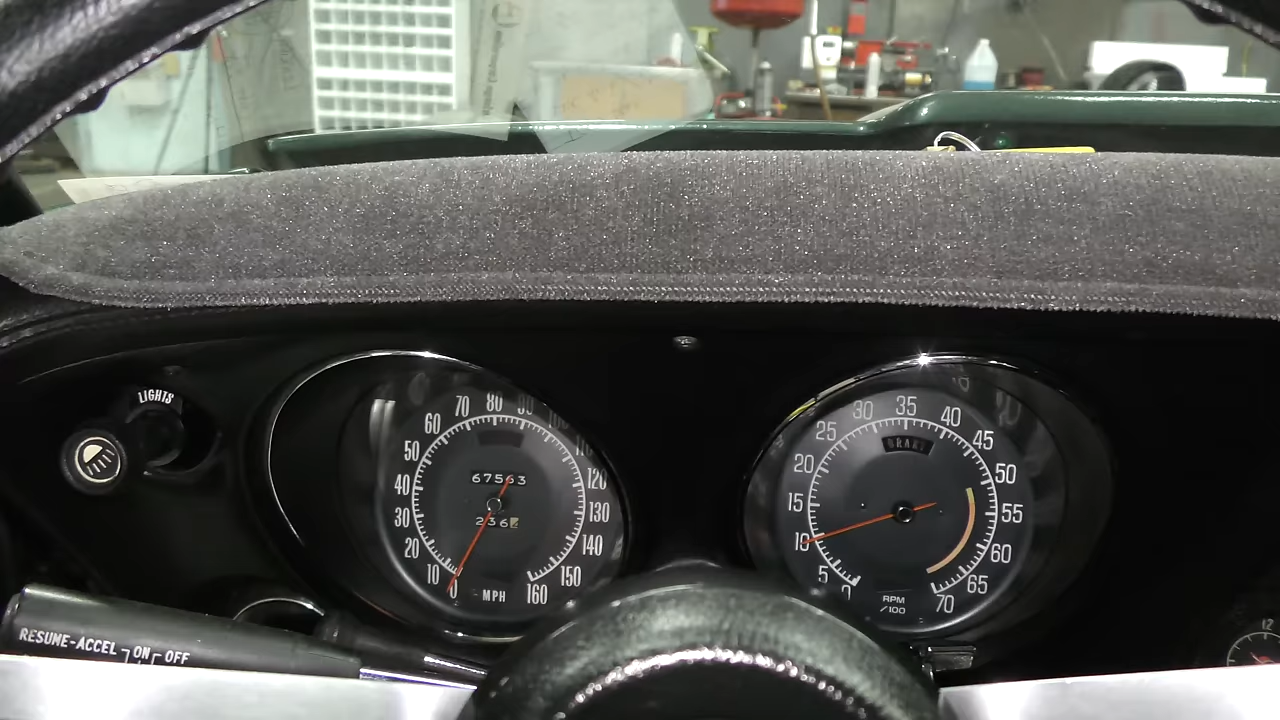 LIGHTS
60 70 80 90
50
40 120
30 130
20 140
10 150
0 MPH 160
67563
236
30 35 40
25 45
BRAKE
20 50
15 55
10 60
5 65
0 RPM 70
/100
RESUME-ACCEL ON OFF
12